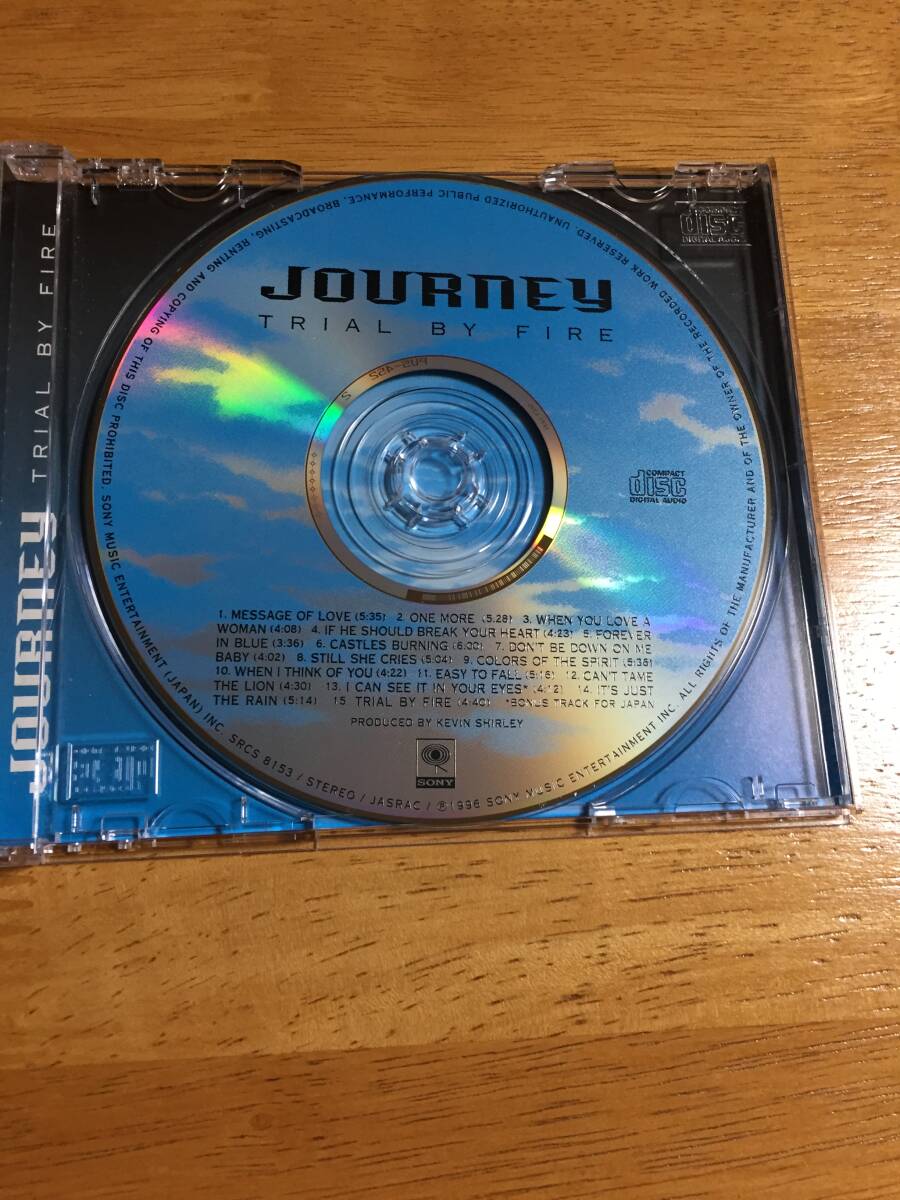 JOURNEY TRIAL BY FIRE
JOURNEY
TRIAL BY FIRE
COMPACT
disc
DIGITAL AUDIO
disc
1. MESSAGE OF LOVE (5:35) 2. ONE MORE (5:28) 3. WHEN YOU LOVE A
WOMAN (4:08) 4. IF HE SHOULD BREAK YOUR HEART (4:23) 5. FOREVER
IN BLUE (3:36) 6. CASTLES BURNING (6:00) 7. DON'T BE DOWN ON ME
BABY (4:02) 8. STILL SHE CRIES (5:04) 9. COLORS OF THE SPIRIT (5:35)
10. WHEN I THINK OF YOU (4:22) 11. EASY TO FALL (5:15) 12. CAN'T TAME
THE LION (4:30) 13. I CAN SEE IT IN YOUR EYES* (4:12) 14. IT'S JUST
THE RAIN (5:14) 15 TRIAL BY FIRE (4:40) *BONUS TRACK FOR JAPAN
PRODUCED BY KEVIN SHIRLEY
SONY
SONY MUSIC ENTERTAINMENT (JAPAN) INC. SRCS 8153 / STEREO / JASRAC / ℗1996 SONY MUSIC ENTERTAINMENT INC. ALL RIGHTS OF THE MANUFACTURER AND OF THE OWNER OF THE RECORDED WORK RESERVED. UNAUTHORIZED PUBLIC PERFORMANCE, BROADCASTING, RENTING AND COPYING OF THIS DISC PROHIBITED.